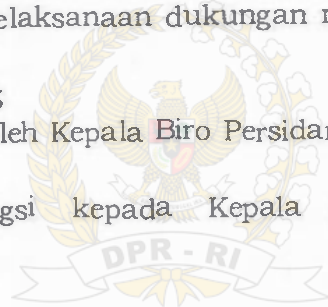 elaksanaan dukungan
;
leh Kepala Biro Persidan
gsi kepada Kepala
DPR - RI